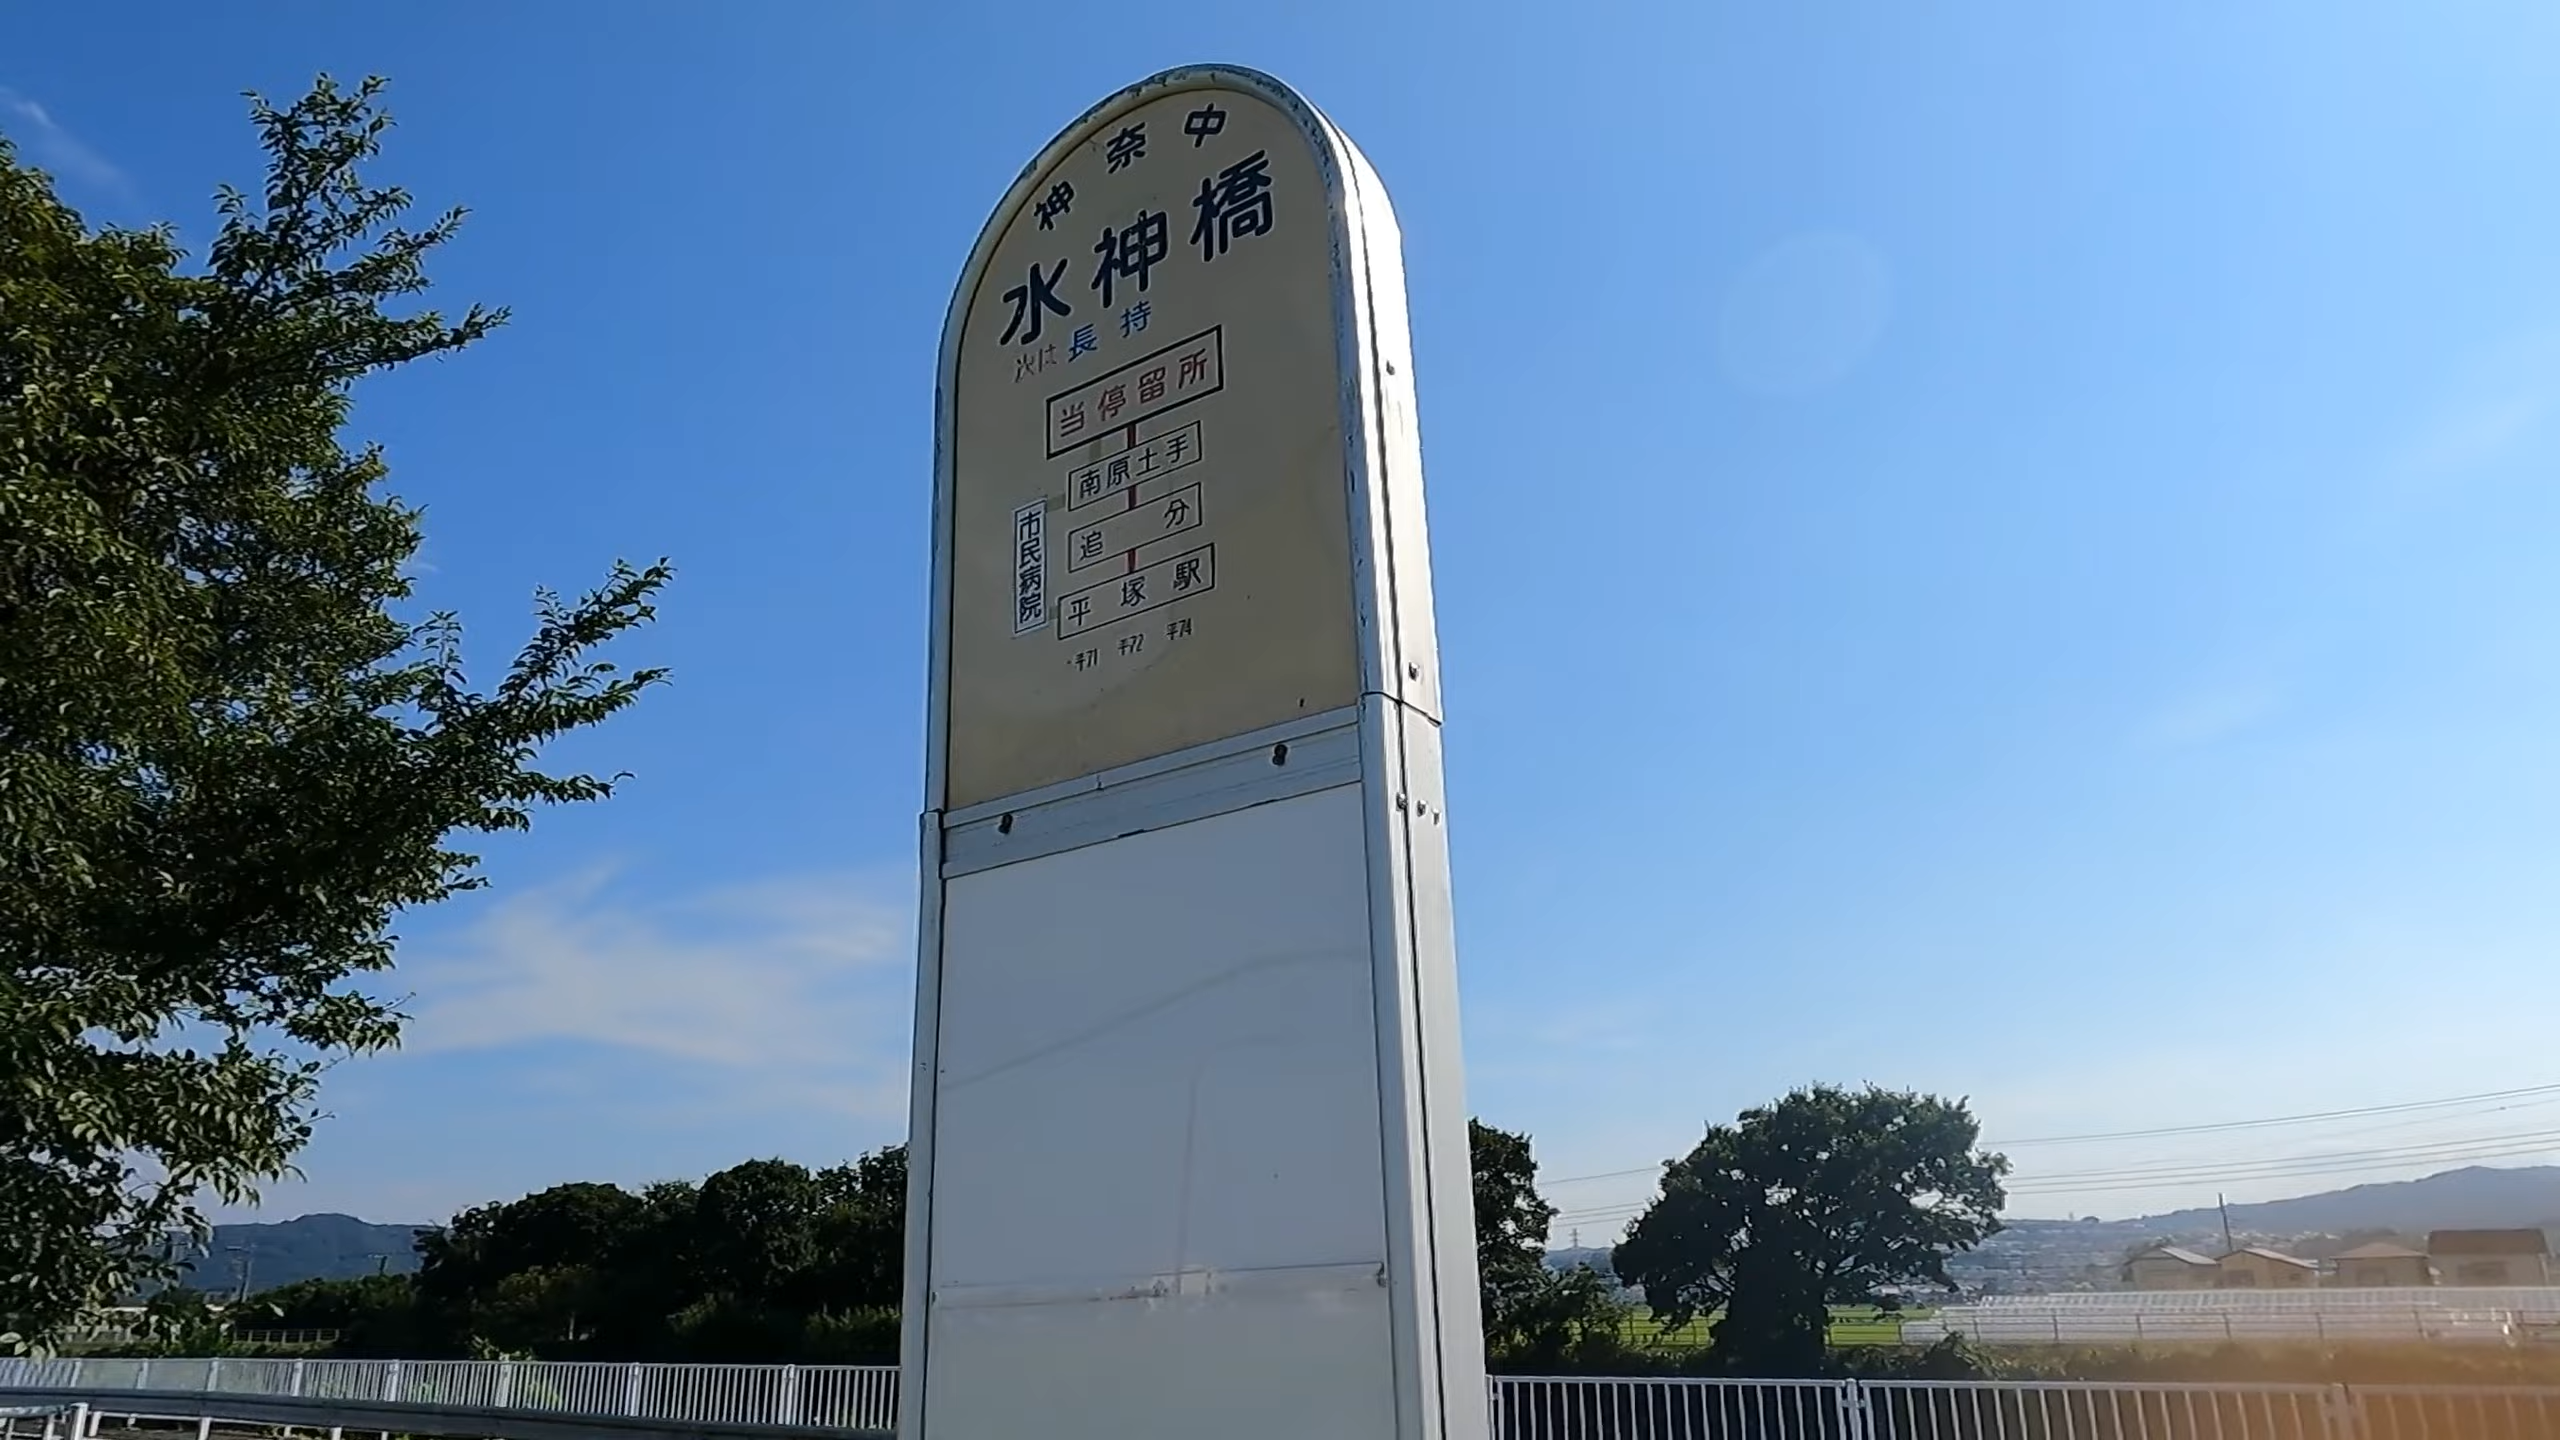 神奈中
水神橋
次は 長持
当停留所
南原土手
市民病院
追分
平塚駅
平71 平72 平74